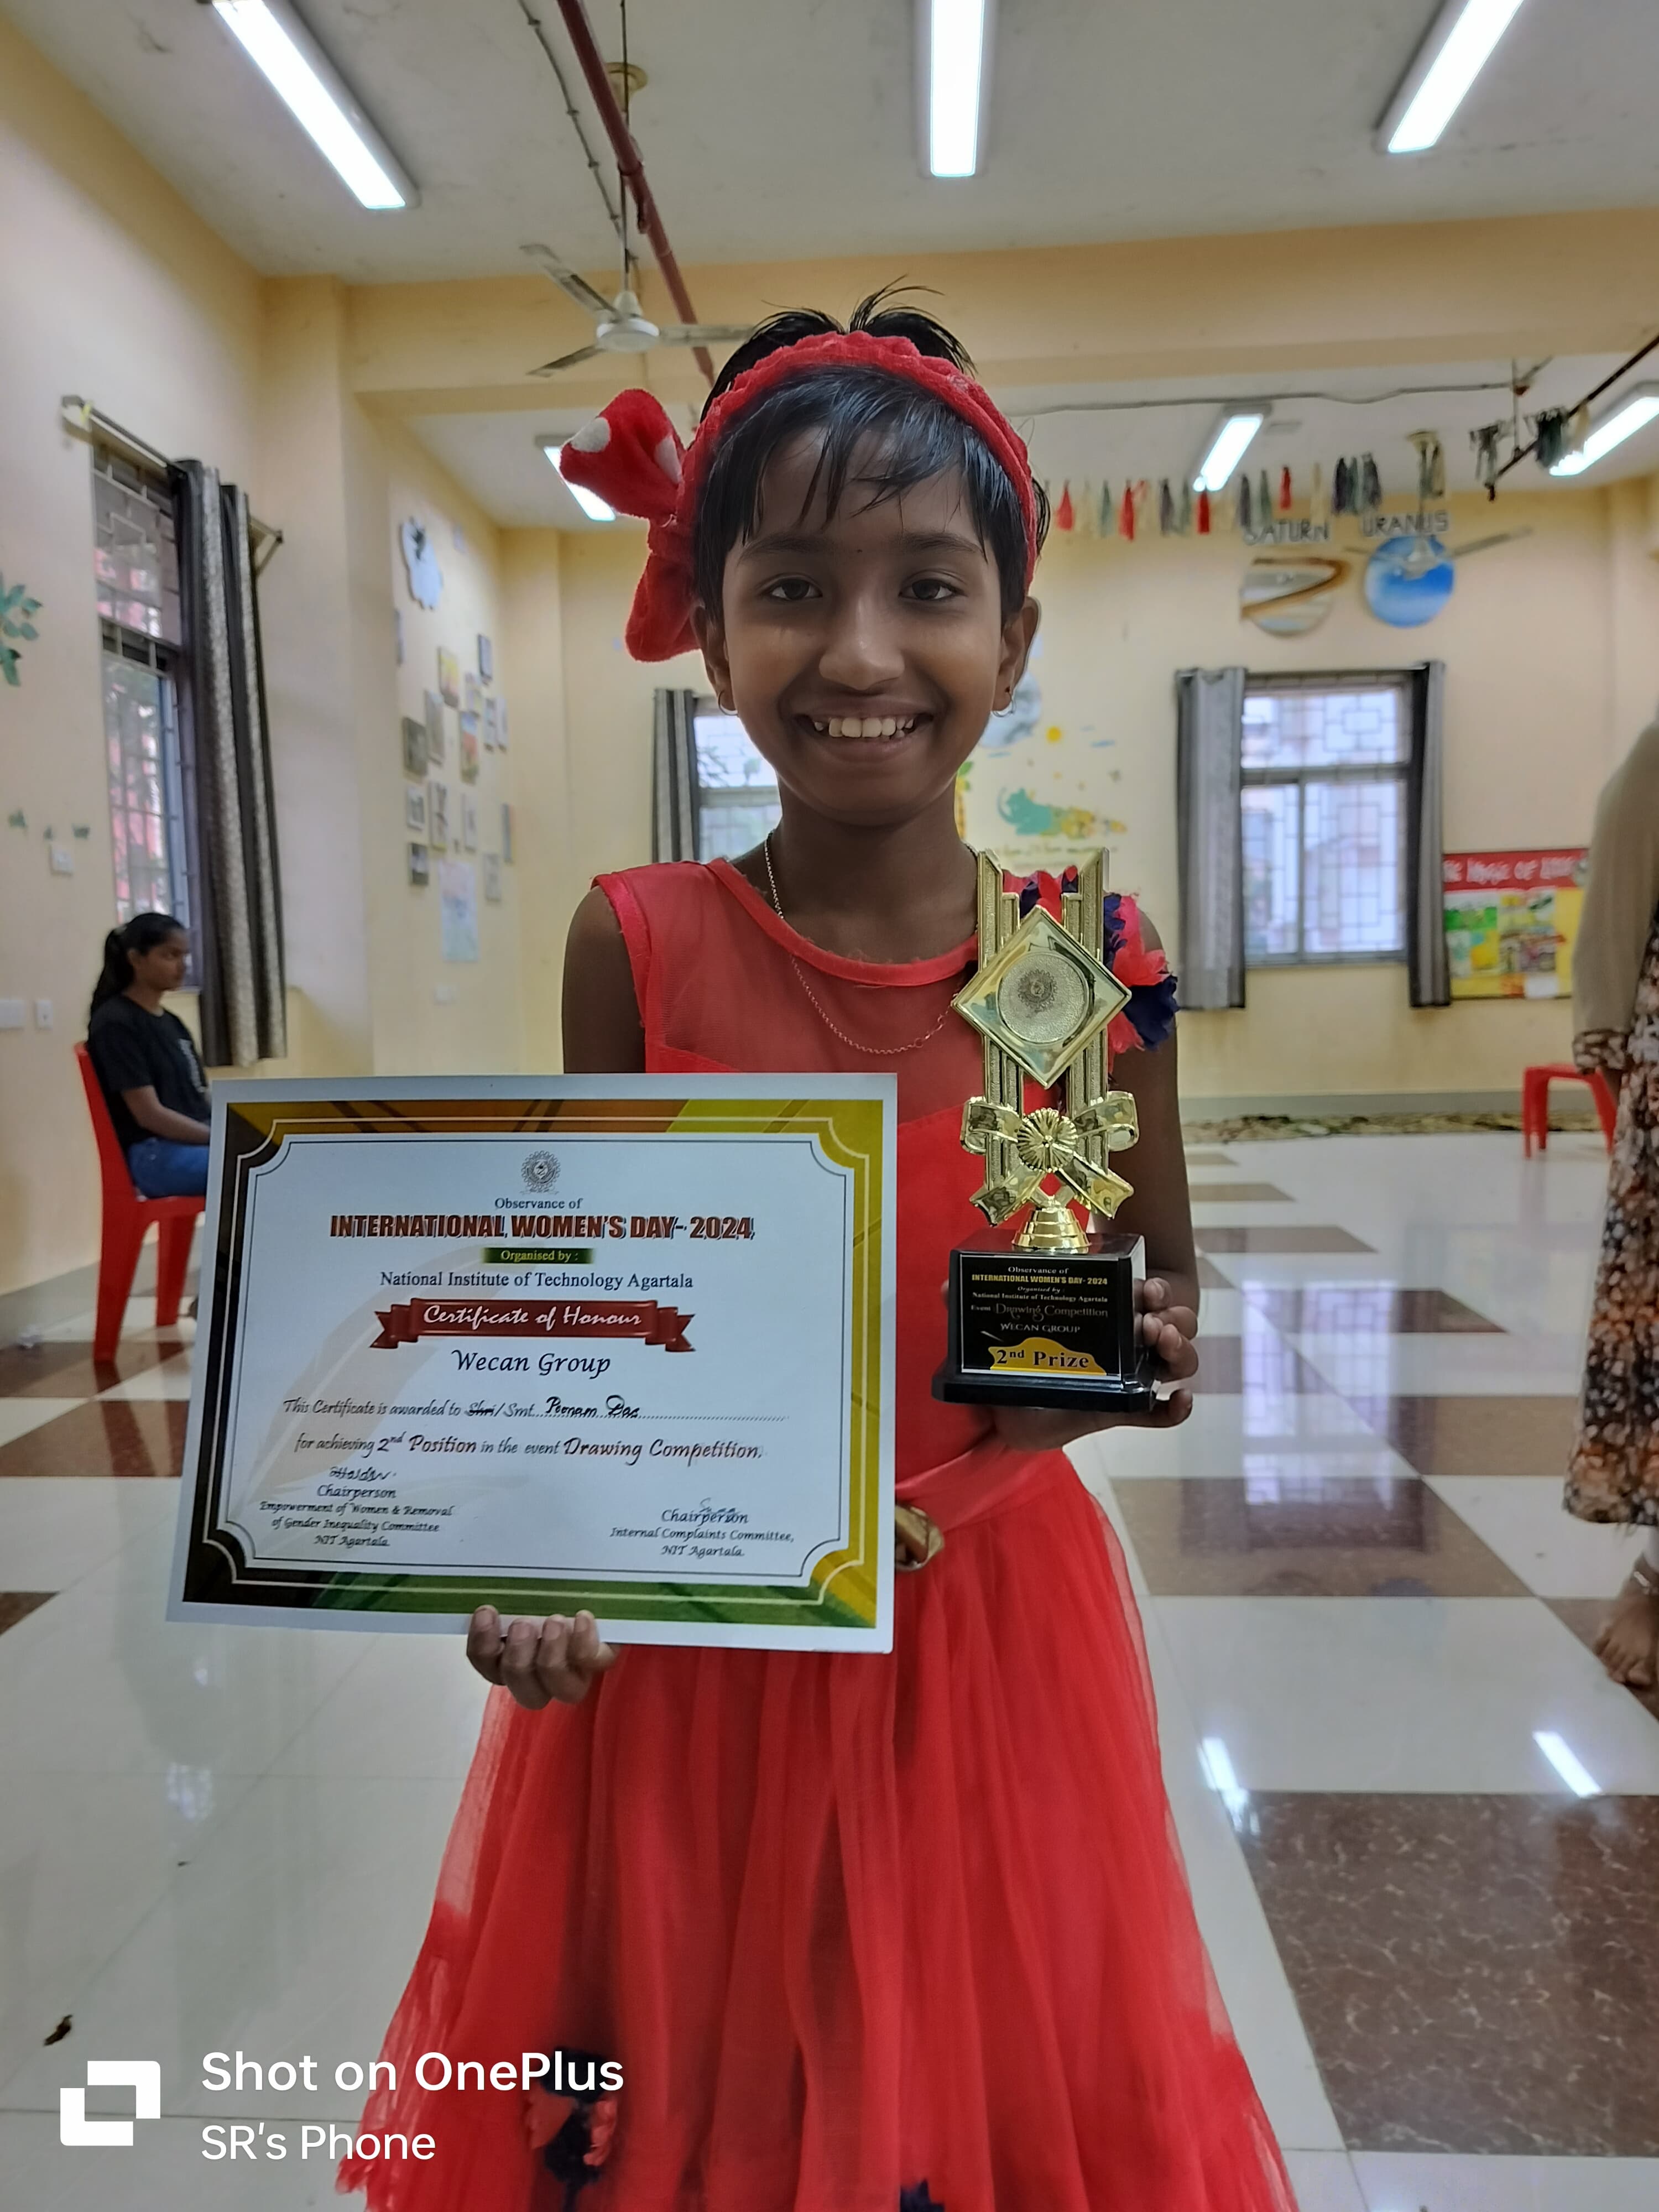 SATURN URANUS
Observance of
INTERNATIONAL WOMEN'S DAY- 2024
Organised by :
National Institute of Technology Agartala
Certificate of Honour
Wecan Group
This Certificate is awarded to Shri/Smt. Poonam Das
for achieving 2nd Position in the event Drawing Competition.
Chairperson
Empowerment of Women & Removal
of Gender Inequality Committee
NIT Agartala
Chairperson
Internal Complaints Committee,
NIT Agartala
Observance of
INTERNATIONAL WOMEN'S DAY- 2024
Organised by :
National Institute of Technology Agartala
Event Drawing Competition
WECAN GROUP
2nd Prize
Shot on OnePlus
SR's Phone